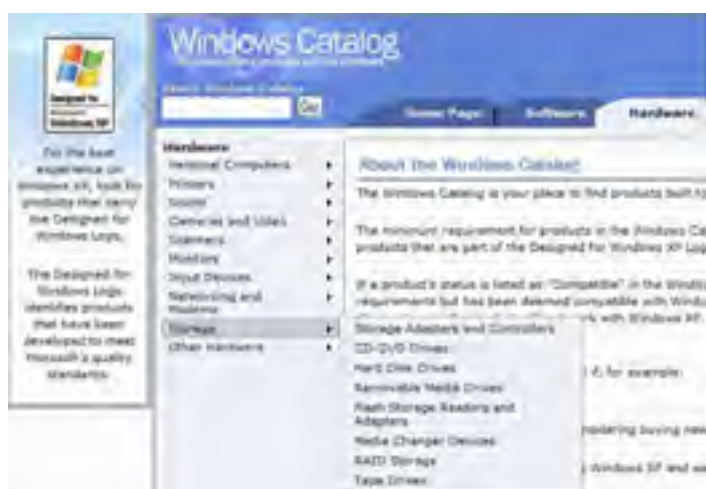 Windows Catalog
Search Windows Catalog
Go
Home Page
Software
Hardware
Designed for
Windows XP
For the best
experience on
Windows XP, look for
products that carry
the Designed for
Windows Logo.
The Designed for
Windows Logo
identifies products
that have been
developed to meet
Microsoft's quality
standards.
Hardware
Personal Computers
Printers
Sound
Cameras and Video
Scanners
Monitors
Input Devices
Networking and
Modems
Storage
Other Hardware
About the Windows Catalog
The Windows Catalog is your place to find products built fo
The minimum requirement for products in the Windows Ca
products that are part of the Designed for Windows XP Log
If a product's status is listed as "Compatible" in the Windo
requirements but has been deemed compatible with Windo
rk with Windows XP.
Storage Adapters and Controllers
CD-DVD Drives
Hard Disk Drives
Removable Media Drives
Flash Storage Reading and
Adapters
Media Changer Devices
RAID Storage
Tape Drives
for example:
nsidering buying new
Windows XP and